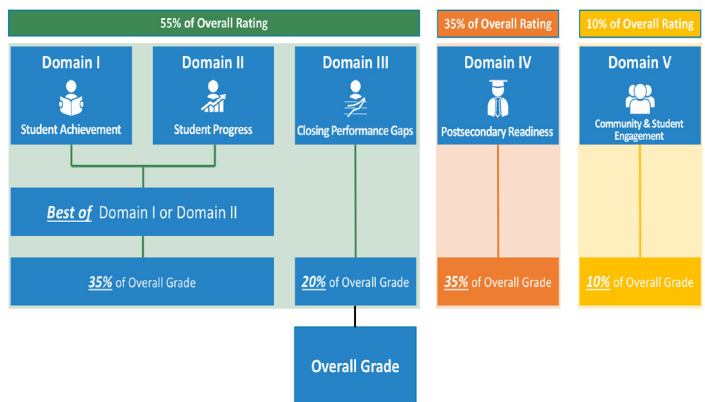 55% of Overall Rating
35% of Overall Rating
10% of Overall Rating
Domain I
Student Achievement
Domain II
Student Progress
Domain III
Closing Performance Gaps
Domain IV
Postsecondary Readiness
Domain V
Community & Student
Engagement
Best of Domain I or Domain II
35% of Overall Grade
20% of Overall Grade
35% of Overall Grade
10% of Overall Grade
Overall Grade